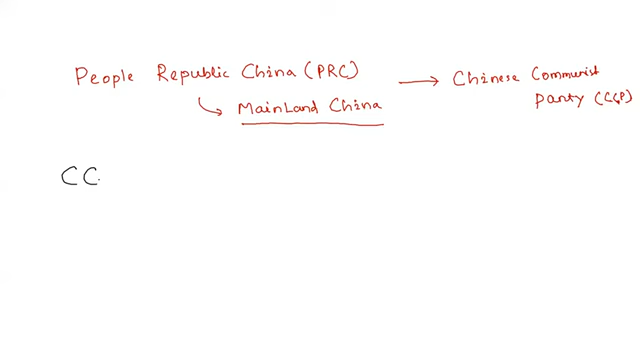 People Republic China (PRC) → Chinese Communist
Party (CCP)
↳ MainLand China
CC